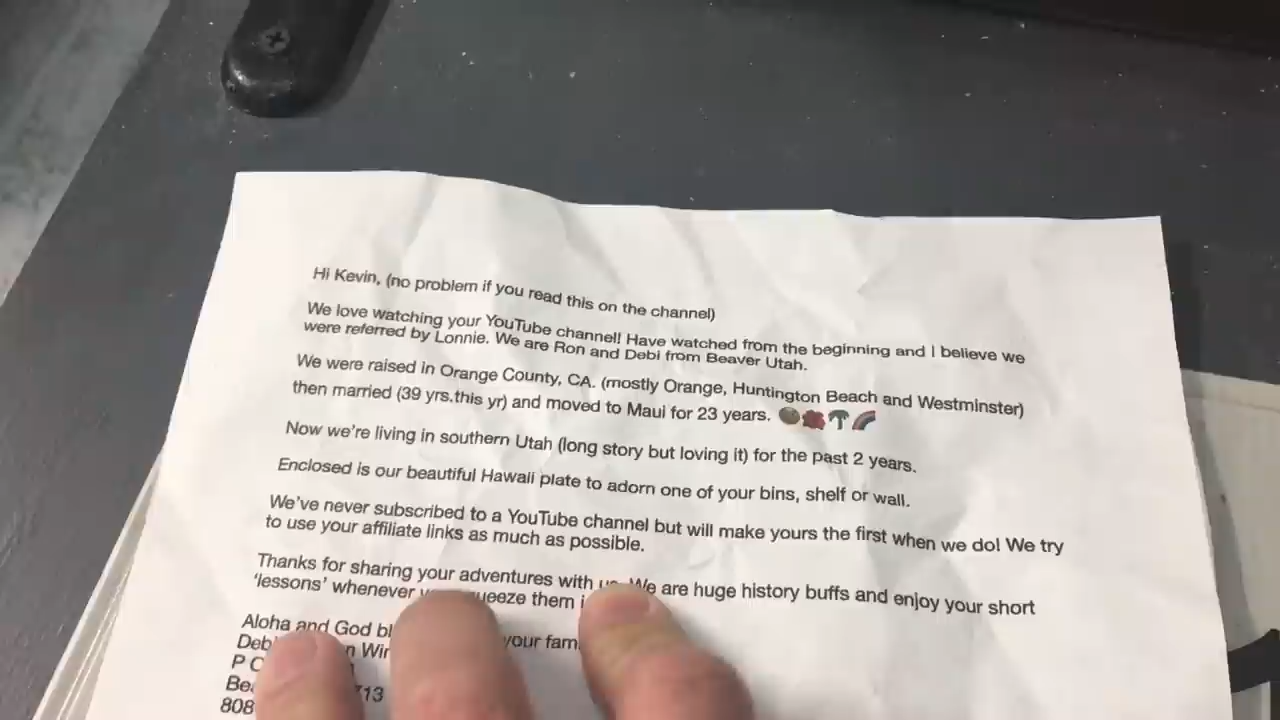 Hi Kevin, (no problem if you read this on the channel)
We love watching your YouTube channel! Have watched from the beginning and I believe we
were referred by Lonnie. We are Ron and Debi from Beaver Utah.
We were raised in Orange County, CA. (mostly Orange, Huntington Beach and Westminster)
then married (39 yrs.this yr) and moved to Maui for 23 years. 
Now we're living in southern Utah (long story but loving it) for the past 2 years.
Enclosed is our beautiful Hawaii plate to adorn one of your bins, shelf or wall.
We've never subscribed to a YouTube channel but will make yours the first when we do! We try
to use your affiliate links as much as possible.
Thanks for sharing your adventures with We are huge history buffs and enjoy your short
'lessons' whenever them
Aloha and God your
P
808